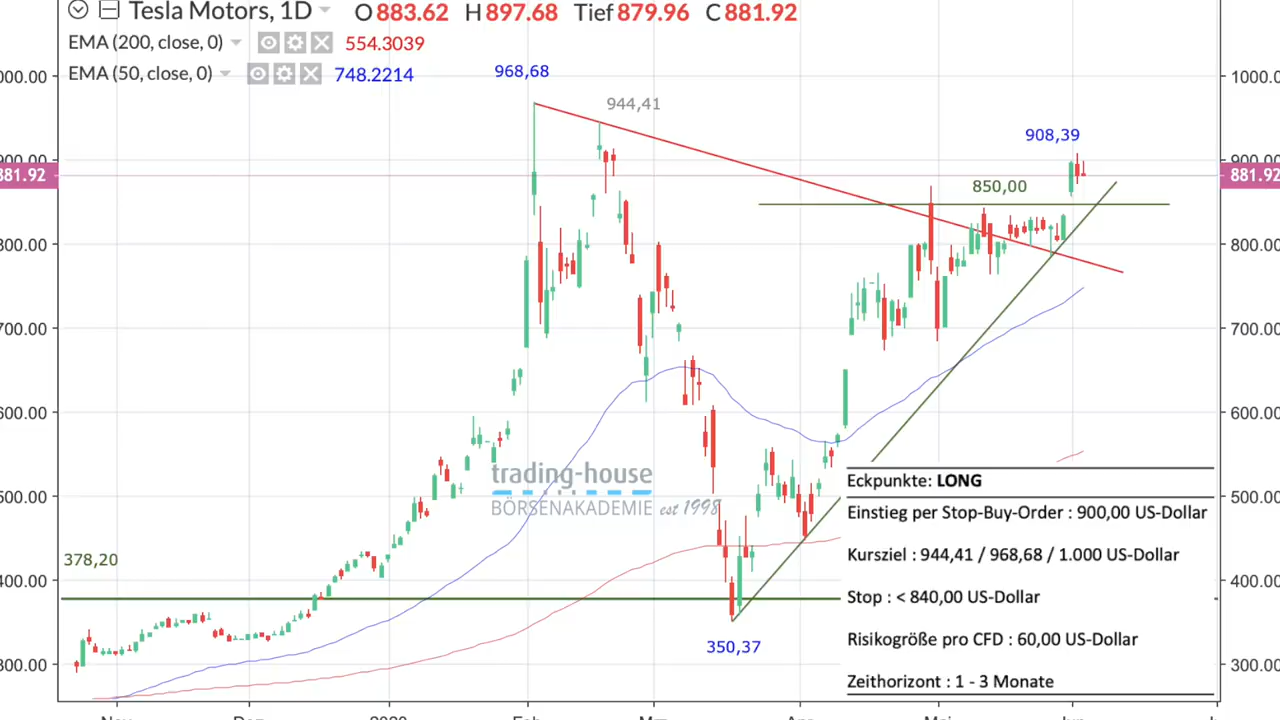 Tesla Motors, 1D O 883.62 H 897.68 Tief 879.96 C 881.92
EMA (200, close, 0) 554.3039
EMA (50, close, 0) 748.2214
968,68
944,41
908,39
850,00
378,20
350,37
000.00
900.00
881.92
800.00
700.00
600.00
500.00
400.00
300.00
1000.00
900.00
881.92
800.00
700.00
600.00
500.00
400.00
300.00
trading-house
BÖRSENAKADEMIE est 1998
Eckpunkte: LONG
Einstieg per Stop-Buy-Order : 900,00 US-Dollar
Kursziel : 944,41 / 968,68 / 1.000 US-Dollar
Stop : < 840,00 US-Dollar
Risikogröße pro CFD : 60,00 US-Dollar
Zeithorizont : 1 - 3 Monate
Nov Dez 2020 Feb Mrz Apr Mai Jun